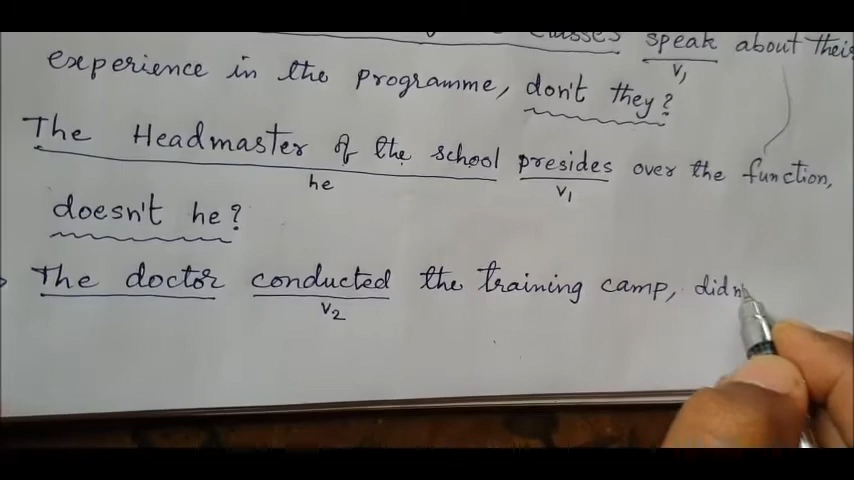 classes speak about their
V1
experience in the programme, don't they?
The Headmaster of the school presides over the function,
he V1
doesn't he?
The doctor conducted the training camp, didn
V2